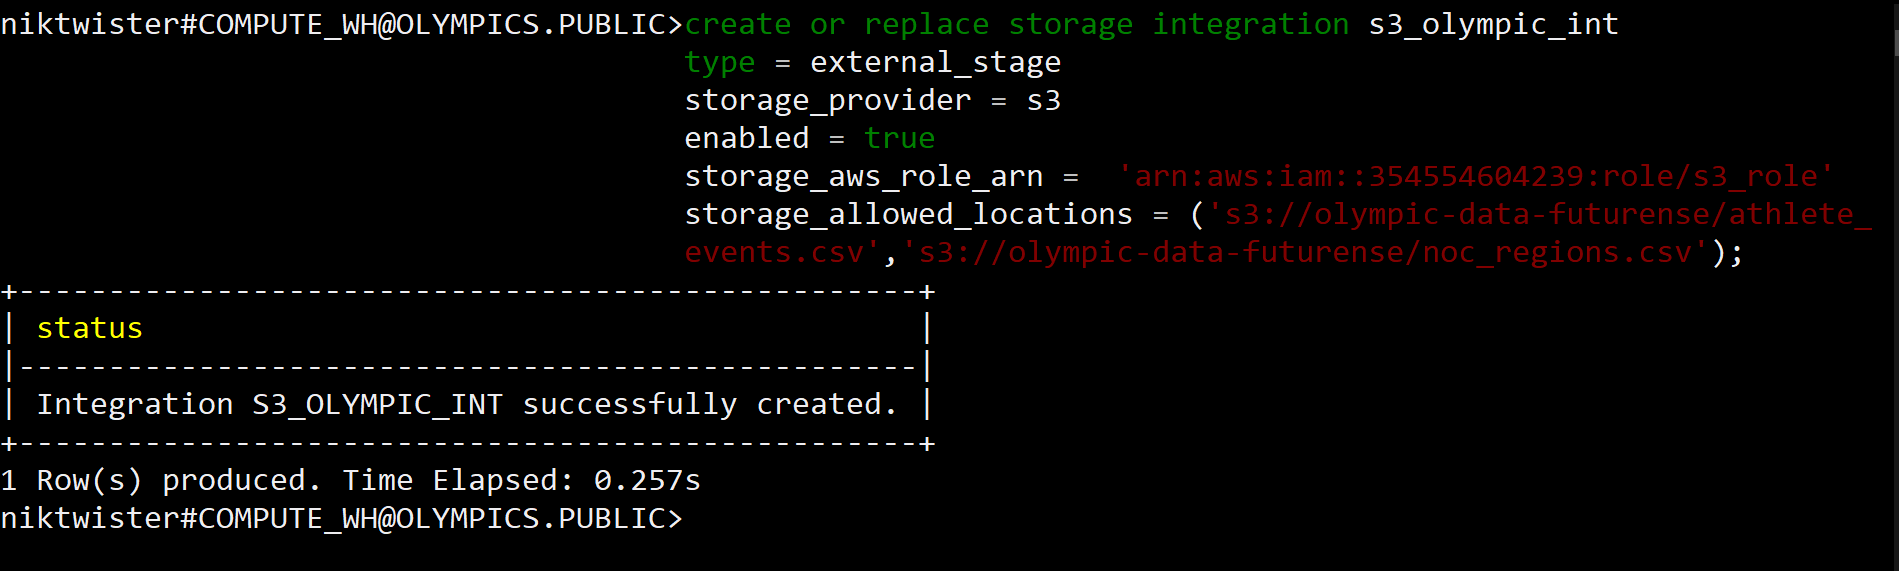 niktwister#COMPUTE_WH@OLYMPICS.PUBLIC>create or replace storage integration s3_olympic_int
type = external_stage
storage_provider = s3
enabled = true
storage_aws_role_arn =  'arn:aws:iam::354554604239:role/s3_role'
storage_allowed_locations = ('s3://olympic-data-futurense/athlete_
events.csv','s3://olympic-data-futurense/noc_regions.csv');
+--------------------------------------------------+
| status                                           |
|--------------------------------------------------|
| Integration S3_OLYMPIC_INT successfully created. |
+--------------------------------------------------+
1 Row(s) produced. Time Elapsed: 0.257s
niktwister#COMPUTE_WH@OLYMPICS.PUBLIC>